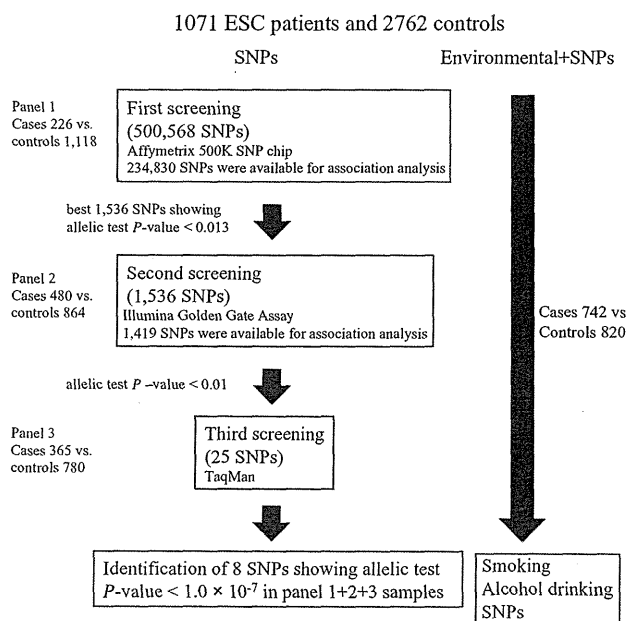 1071 ESC patients and 2762 controls
SNPs
Environmental+SNPs
Panel 1
Cases 226 vs.
controls 1,118
First screening
(500,568 SNPs)
Affymetrix 500K SNP chip
234,830 SNPs were available for association analysis
best 1,536 SNPs showing
allelic test P-value < 0.013
Panel 2
Cases 480 vs.
controls 864
Second screening
(1,536 SNPs)
Illumina Golden Gate Assay
1,419 SNPs were available for association analysis
Cases 742 vs
Controls 820
allelic test P –value < 0.01
Panel 3
Cases 365 vs.
controls 780
Third screening
(25 SNPs)
TaqMan
Identification of 8 SNPs showing allelic test
P-value < 1.0 × 10⁻⁷ in panel 1+2+3 samples
Smoking
Alcohol drinking
SNPs